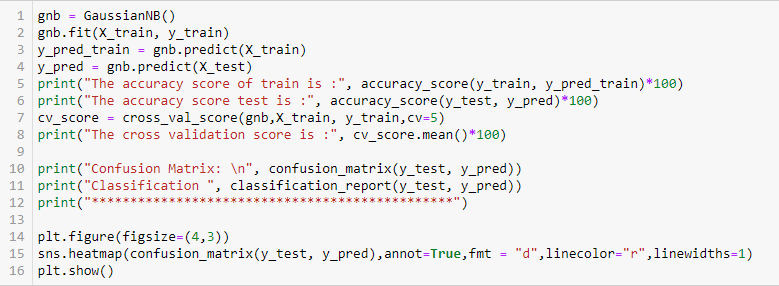 1 gnb = GaussianNB()
2 gnb.fit(X_train, y_train)
3 y_pred_train = gnb.predict(X_train)
4 y_pred = gnb.predict(X_test)
5 print("The accuracy score of train is :", accuracy_score(y_train, y_pred_train)*100)
6 print("The accuracy score test is :", accuracy_score(y_test, y_pred)*100)
7 cv_score = cross_val_score(gnb,X_train, y_train,cv=5)
8 print("The cross validation score is :", cv_score.mean()*100)
9
10 print("Confusion Matrix: \n", confusion_matrix(y_test, y_pred))
11 print("Classification ", classification_report(y_test, y_pred))
12 print("***********************************************")
13
14 plt.figure(figsize=(4,3))
15 sns.heatmap(confusion_matrix(y_test, y_pred),annot=True,fmt = "d",linecolor="r",linewidths=1)
16 plt.show()